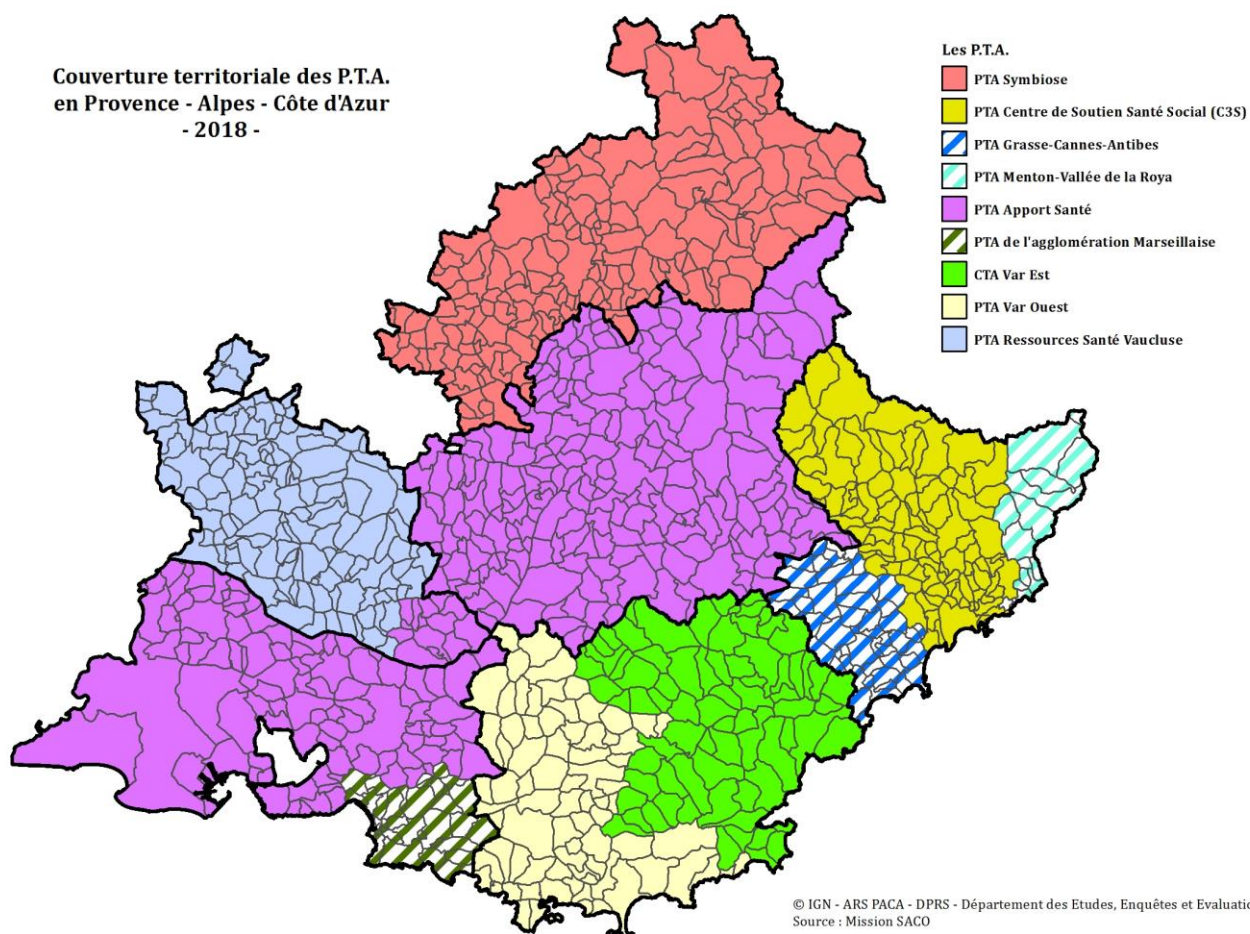 Couverture territoriale des P.T.A.
en Provence - Alpes - Côte d'Azur
- 2018 -
Les P.T.A.
PTA Symbiose
PTA Centre de Soutien Santé Social (C3S)
PTA Grasse-Cannes-Antibes
PTA Menton-Vallée de la Roya
PTA Apport Santé
PTA de l'agglomération Marseillaise
CTA Var Est
PTA Var Ouest
PTA Ressources Santé Vaucluse
© IGN - ARS PACA - DPRS - Département des Etudes, Enquêtes et Evaluatio
Source : Mission SACO